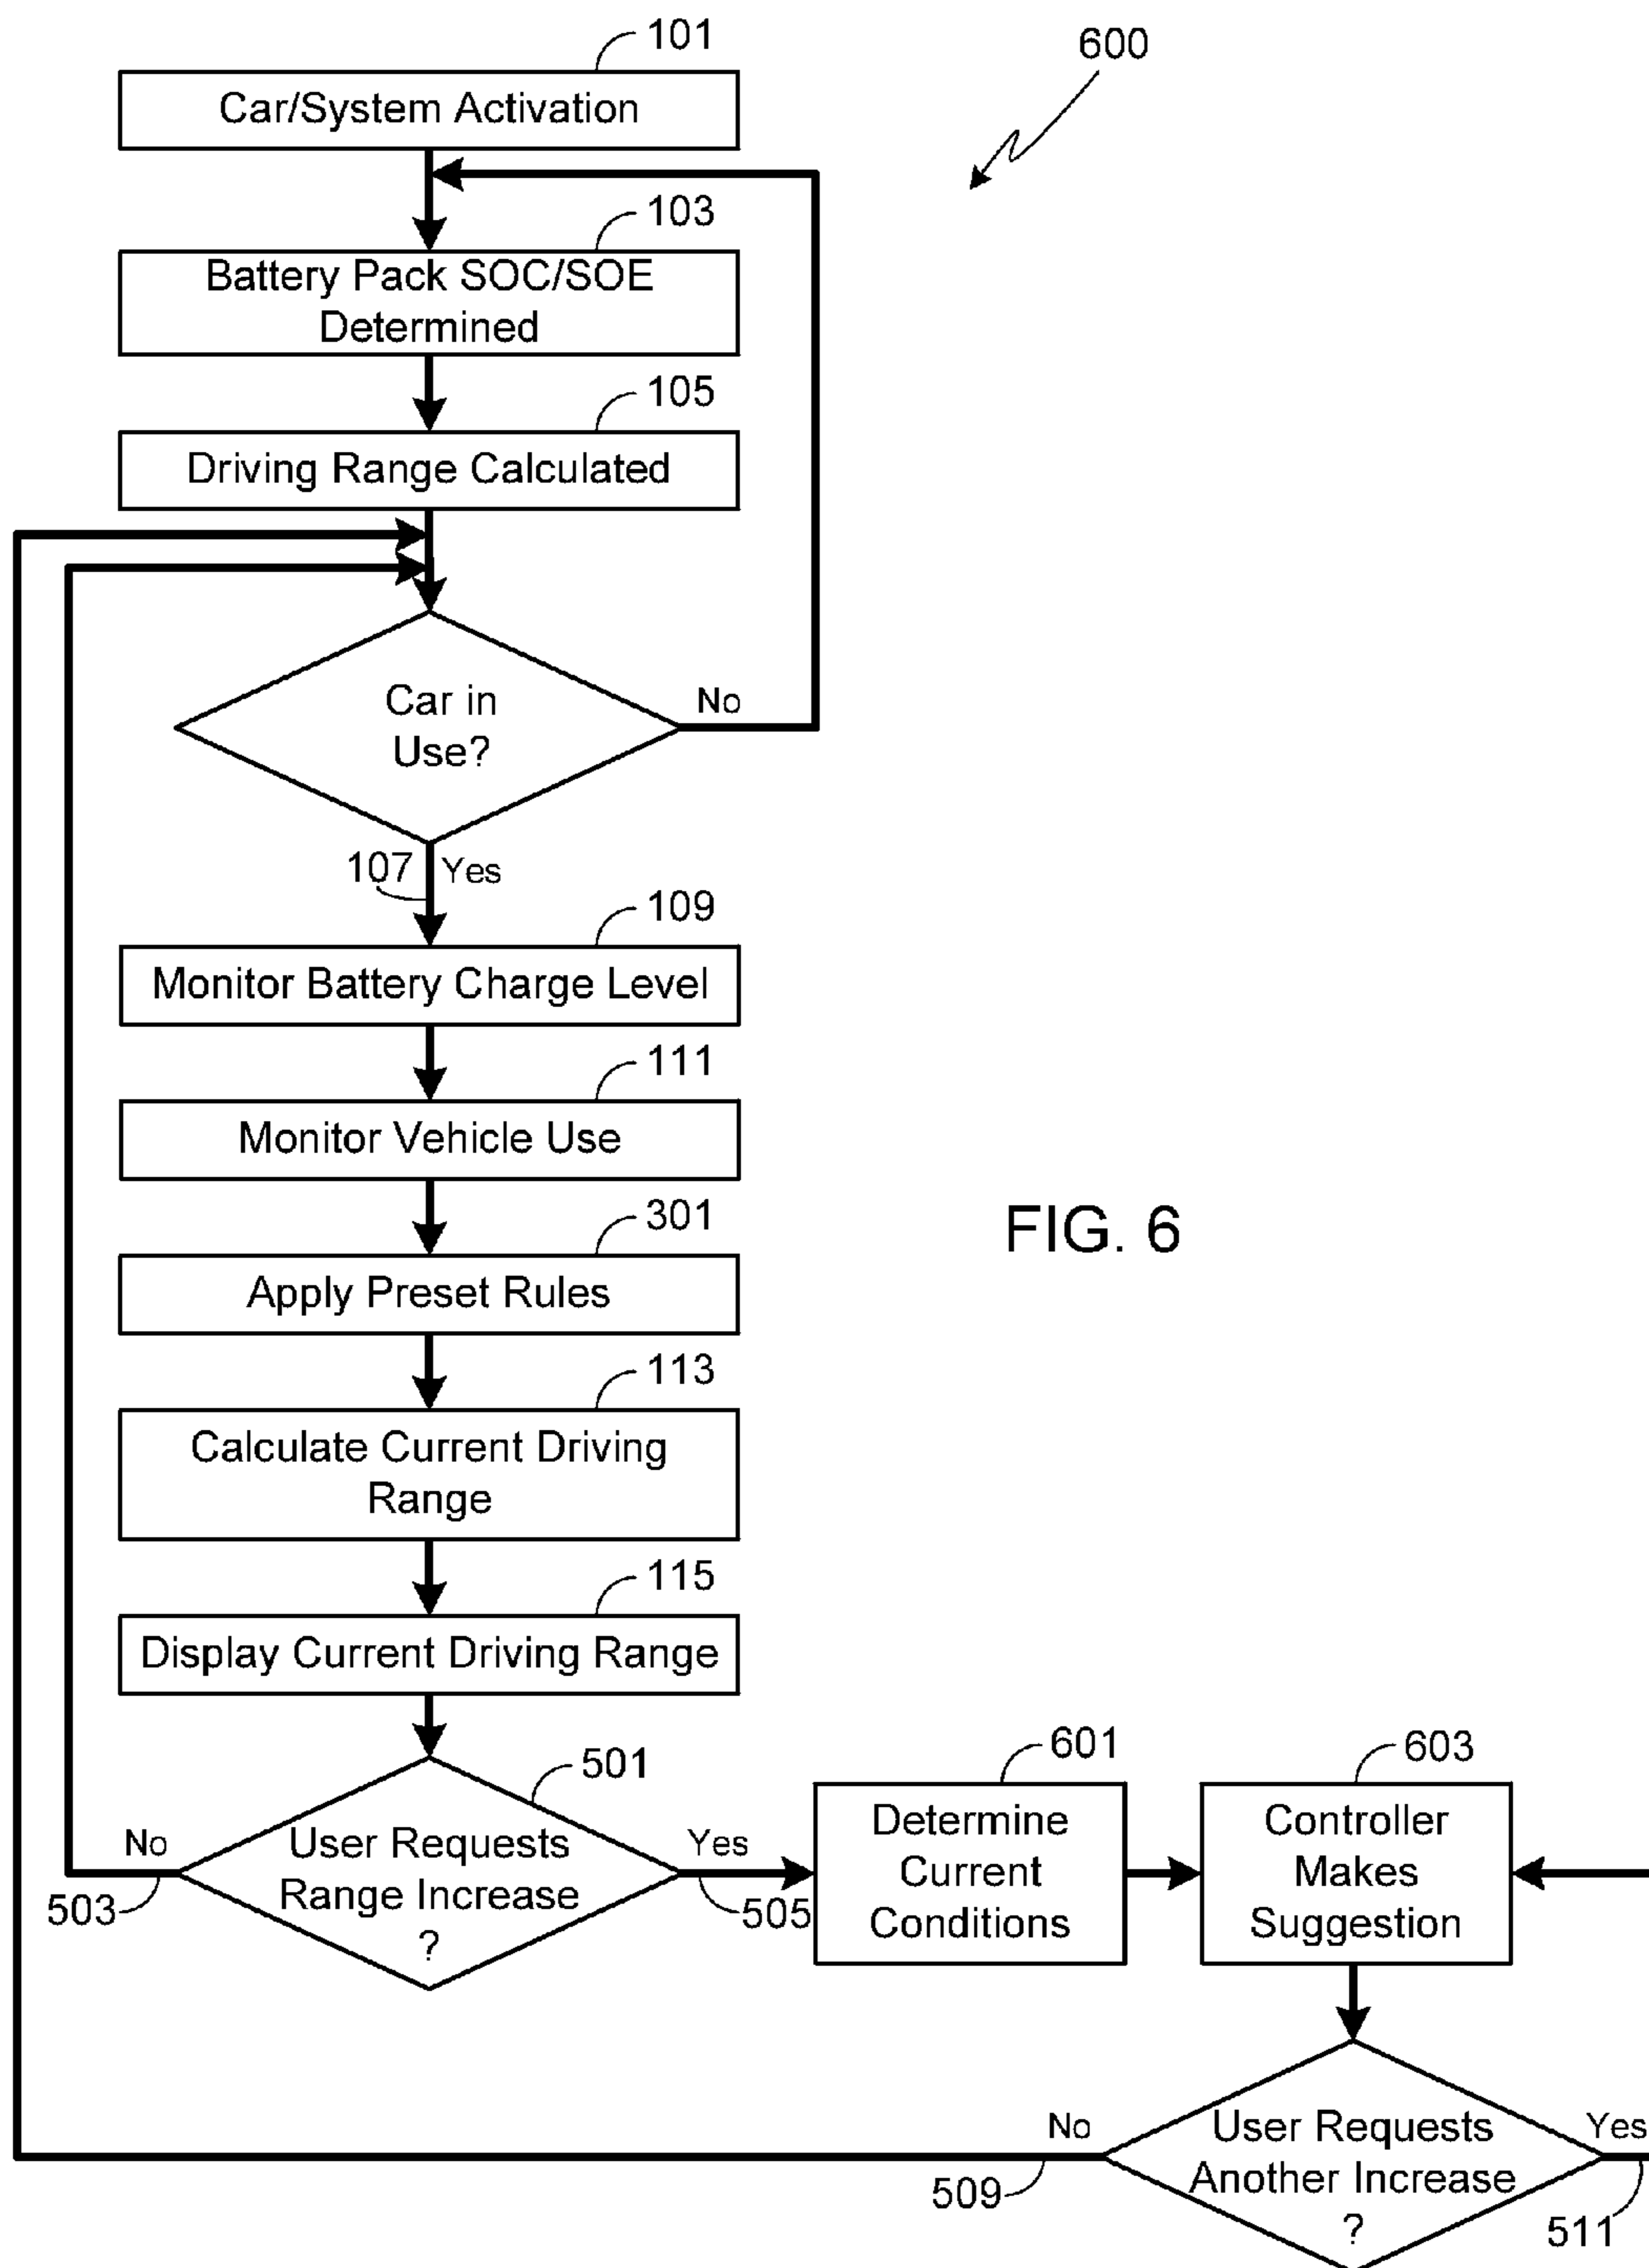 101
600
Car/System Activation
103
Battery Pack SOC/SOE
Determined
105
Driving Range Calculated
Car in
Use?
No
107
Yes
109
Monitor Battery Charge Level
111
Monitor Vehicle Use
301
Apply Preset Rules
FIG. 6
113
Calculate Current Driving
Range
115
Display Current Driving Range
501
User Requests
Range Increase
?
No
503
Yes
505
601
Determine
Current
Conditions
603
Controller
Makes
Suggestion
User Requests
Another Increase
?
No
509
Yes
511